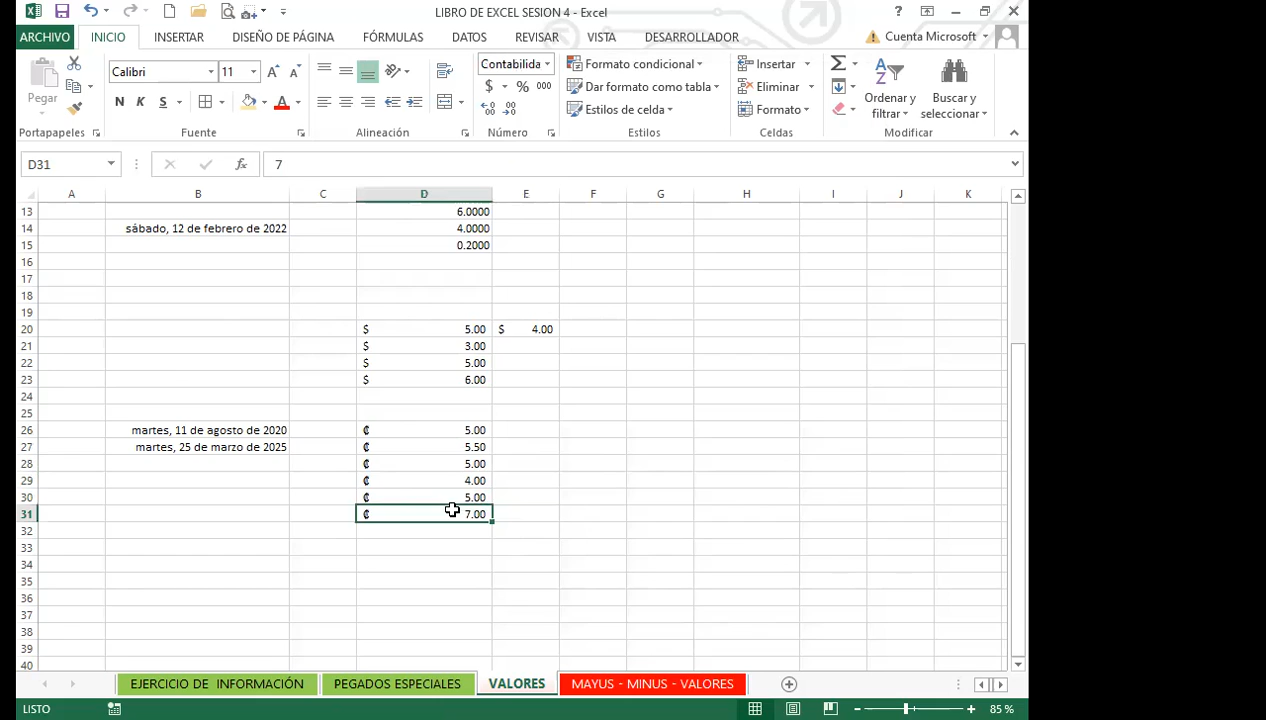 LIBRO DE EXCEL SESION 4 - Excel
?
ARCHIVO INICIO INSERTAR DISEÑO DE PÁGINA FÓRMULAS DATOS REVISAR VISTA DESARROLLADOR Cuenta Microsoft
Pegar Calibri 11 A A Contabilida Formato condicional Insertar Ordenar y filtrar Buscar y seleccionar
$ % 000 Dar formato como tabla Eliminar
N K S A Estilos de celda Formato
Portapapeles Fuente Alineación Número Estilos Celdas Modificar
D31 fx 7
A B C D E F G H I J K
13 6.0000
14 sábado, 12 de febrero de 2022 4.0000
15 0.2000
16
17
18
19
20 $ 5.00 $ 4.00
21 $ 3.00
22 $ 5.00
23 $ 6.00
24
25
26 martes, 11 de agosto de 2020 ₡ 5.00
27 martes, 25 de marzo de 2025 ₡ 5.50
28 ₡ 5.00
29 ₡ 4.00
30 ₡ 5.00
31 ₡ 7.00
32
33
34
35
36
37
38
39
40
EJERCICIO DE INFORMACIÓN PEGADOS ESPECIALES VALORES MAYUS - MINUS - VALORES
LISTO 85 %